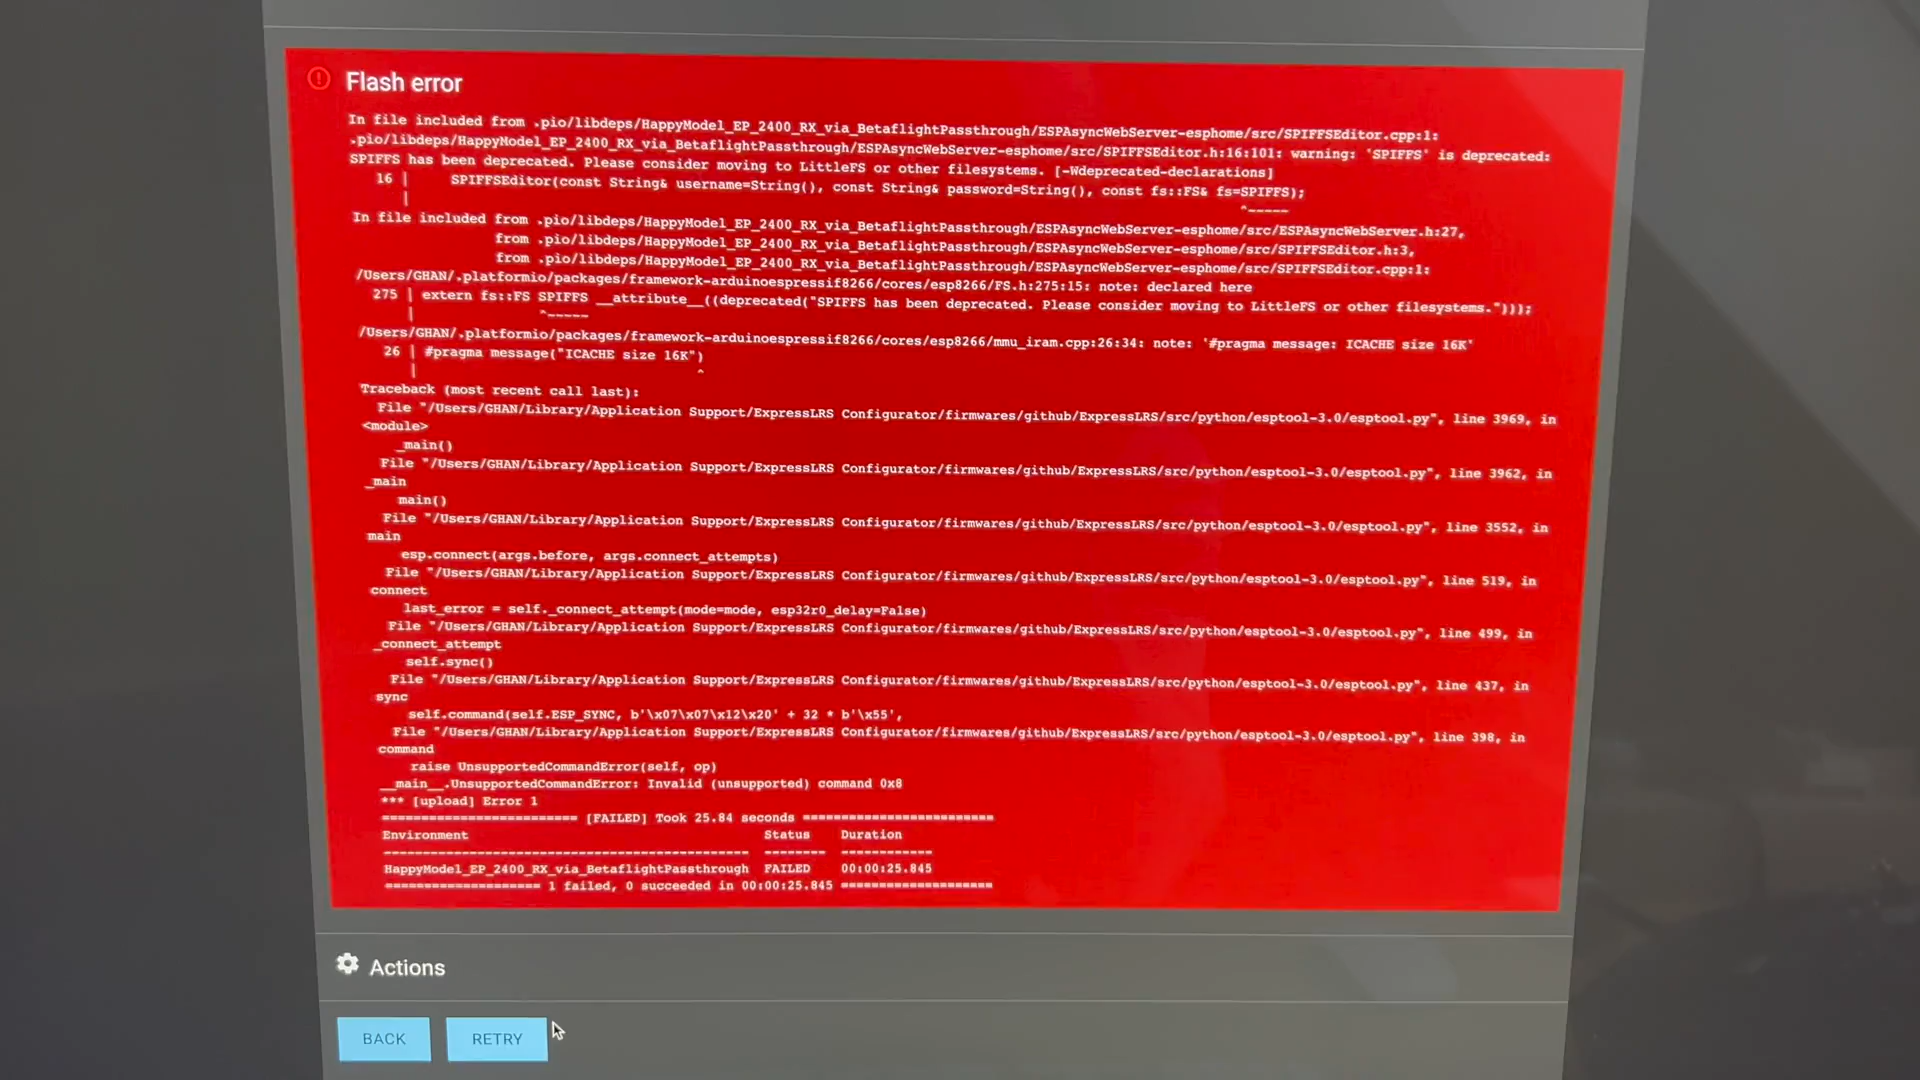 Flash error
In file included from .pio/libdeps/HappyModel_EP_2400_RX_via_BetaflightPassthrough/ESPAsyncWebServer-esphome/src/SPIFFSEditor.cpp:1:
.pio/libdeps/HappyModel_EP_2400_RX_via_BetaflightPassthrough/ESPAsyncWebServer-esphome/src/SPIFFSEditor.h:16:101: warning: 'SPIFFS' is deprecated:
SPIFFS has been deprecated. Please consider moving to LittleFS or other filesystems. [-Wdeprecated-declarations]
16 |     SPIFFSEditor(const String& username=String(), const String& password=String(), const fs::FS& fs=SPIFFS);
|                                                                                                     ^~~~~~
In file included from .pio/libdeps/HappyModel_EP_2400_RX_via_BetaflightPassthrough/ESPAsyncWebServer-esphome/src/ESPAsyncWebServer.h:27,
from .pio/libdeps/HappyModel_EP_2400_RX_via_BetaflightPassthrough/ESPAsyncWebServer-esphome/src/SPIFFSEditor.h:3,
from .pio/libdeps/HappyModel_EP_2400_RX_via_BetaflightPassthrough/ESPAsyncWebServer-esphome/src/SPIFFSEditor.cpp:1:
/Users/GHAN/.platformio/packages/framework-arduinoespressif8266/cores/esp8266/FS.h:275:15: note: declared here
275 | extern fs::FS SPIFFS __attribute__((deprecated("SPIFFS has been deprecated. Please consider moving to LittleFS or other filesystems.")));
|               ^~~~~~
/Users/GHAN/.platformio/packages/framework-arduinoespressif8266/cores/esp8266/mmu_iram.cpp:26:34: note: '#pragma message: ICACHE size 16K'
26 | #pragma message("ICACHE size 16K")
|                                  ^
Traceback (most recent call last):
File "/Users/GHAN/Library/Application Support/ExpressLRS Configurator/firmwares/github/ExpressLRS/src/python/esptool-3.0/esptool.py", line 3969, in
<module>
_main()
File "/Users/GHAN/Library/Application Support/ExpressLRS Configurator/firmwares/github/ExpressLRS/src/python/esptool-3.0/esptool.py", line 3962, in
_main
main()
File "/Users/GHAN/Library/Application Support/ExpressLRS Configurator/firmwares/github/ExpressLRS/src/python/esptool-3.0/esptool.py", line 3552, in
main
esp.connect(args.before, args.connect_attempts)
File "/Users/GHAN/Library/Application Support/ExpressLRS Configurator/firmwares/github/ExpressLRS/src/python/esptool-3.0/esptool.py", line 519, in
connect
last_error = self._connect_attempt(mode=mode, esp32r0_delay=False)
File "/Users/GHAN/Library/Application Support/ExpressLRS Configurator/firmwares/github/ExpressLRS/src/python/esptool-3.0/esptool.py", line 499, in
_connect_attempt
self.sync()
File "/Users/GHAN/Library/Application Support/ExpressLRS Configurator/firmwares/github/ExpressLRS/src/python/esptool-3.0/esptool.py", line 437, in
sync
self.command(self.ESP_SYNC, b'\x07\x07\x12\x20' + 32 * b'\x55',
File "/Users/GHAN/Library/Application Support/ExpressLRS Configurator/firmwares/github/ExpressLRS/src/python/esptool-3.0/esptool.py", line 398, in
command
raise UnsupportedCommandError(self, op)
__main__.UnsupportedCommandError: Invalid (unsupported) command 0x8
*** [upload] Error 1
========================= [FAILED] Took 25.84 seconds =========================
Environment                                    Status    Duration
-----------------------------------------------  --------  ------------
HappyModel_EP_2400_RX_via_BetaflightPassthrough  FAILED    00:00:25.845
==================== 1 failed, 0 succeeded in 00:00:25.845 ====================
Actions
BACK
RETRY